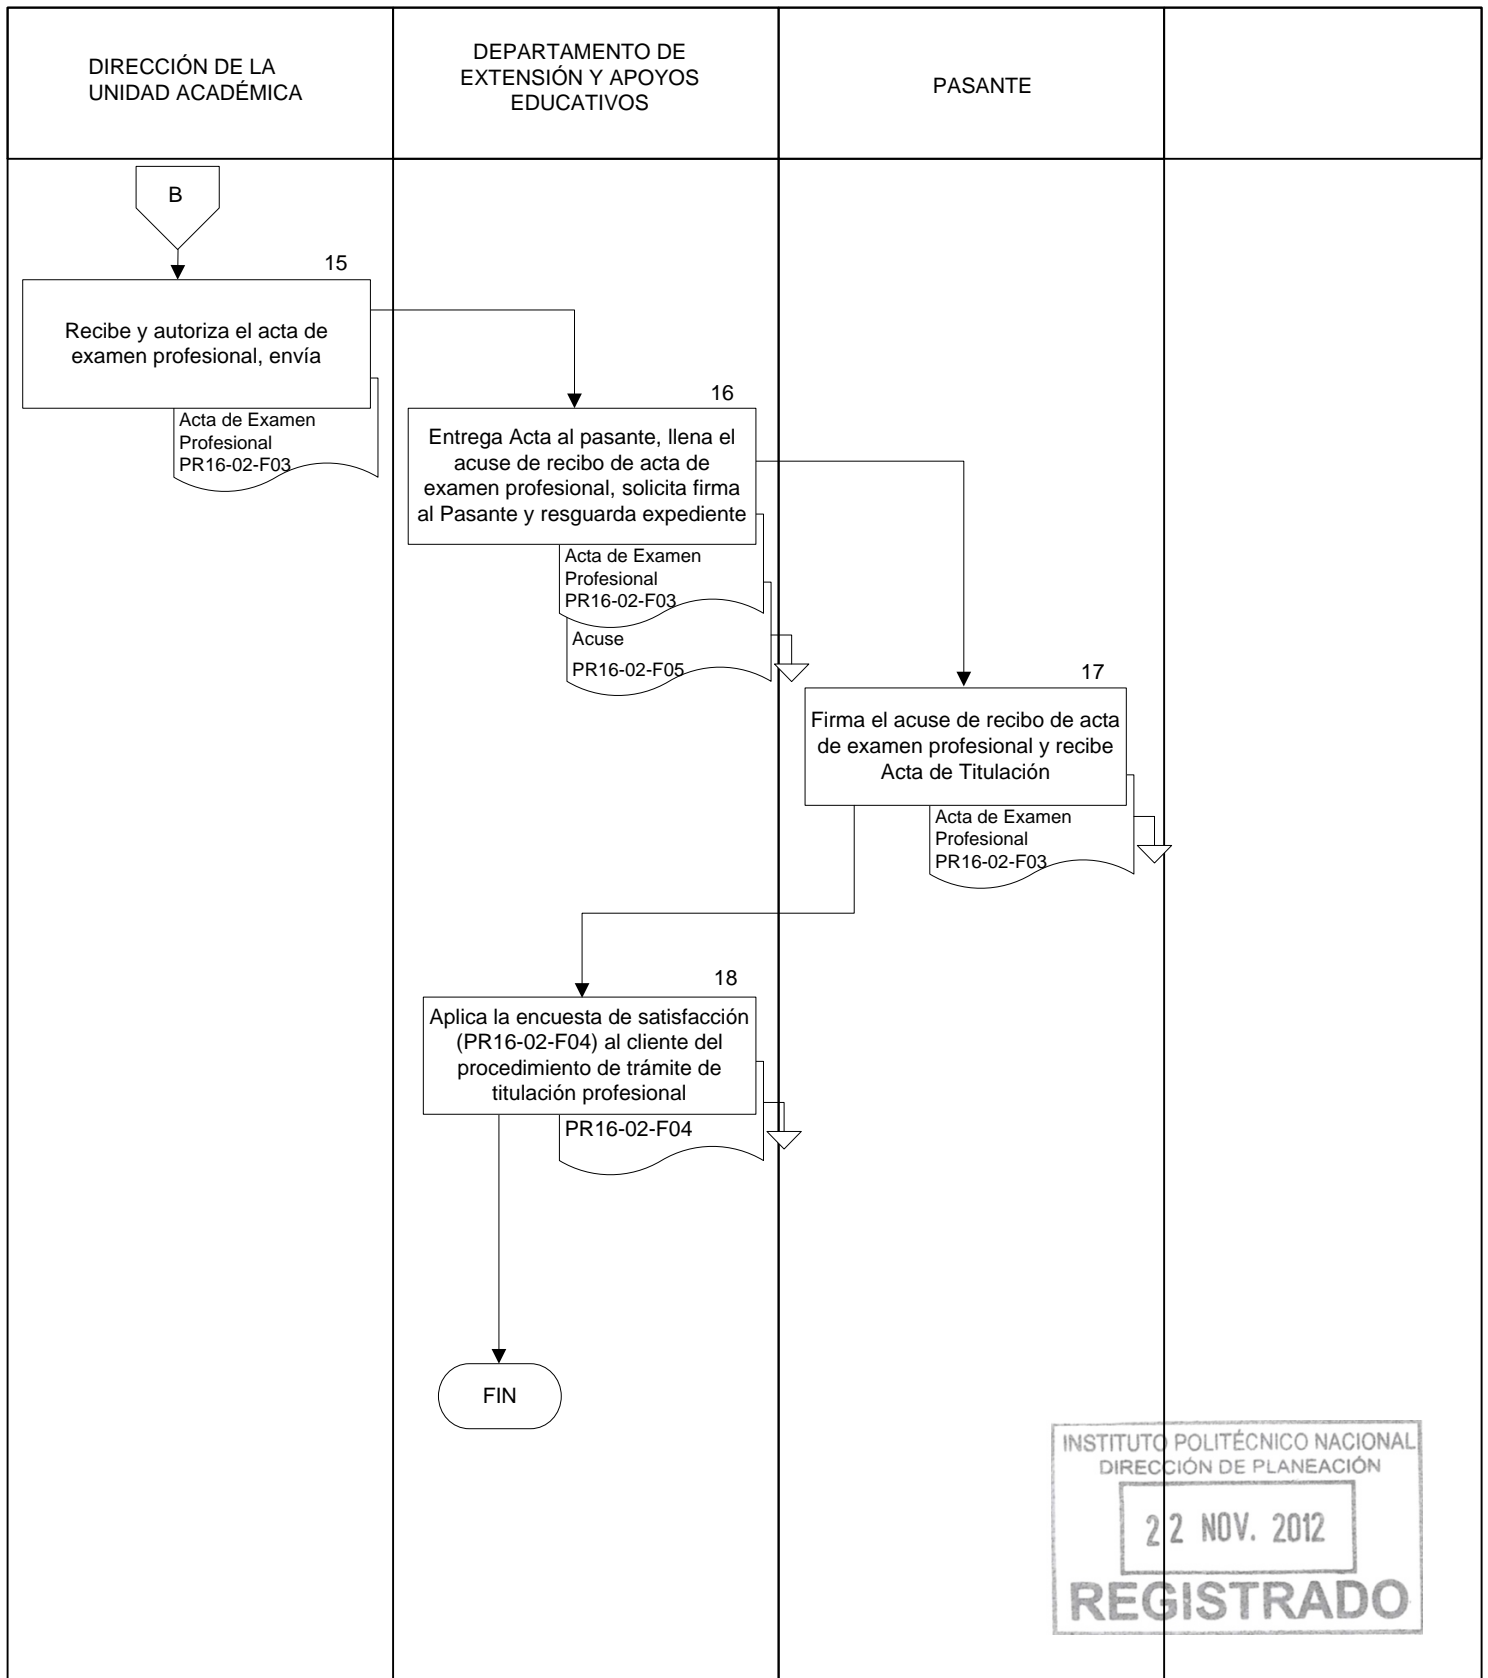 DIRECCIÓN DE LA
UNIDAD ACADÉMICA
DEPARTAMENTO DE
EXTENSIÓN Y APOYOS
EDUCATIVOS
PASANTE
B
15
Recibe y autoriza el acta de
examen profesional, envía
Acta de Examen
Profesional
PR16-02-F03
16
Entrega Acta al pasante, llena el
acuse de recibo de acta de
examen profesional, solicita firma
al Pasante y resguarda expediente
Acta de Examen
Profesional
PR16-02-F03
Acuse
PR16-02-F05
17
Firma el acuse de recibo de acta
de examen profesional y recibe
Acta de Titulación
Acta de Examen
Profesional
PR16-02-F03
18
Aplica la encuesta de satisfacción
(PR16-02-F04) al cliente del
procedimiento de trámite de
titulación profesional
PR16-02-F04
FIN
INSTITUTO POLITÉCNICO NACIONAL
DIRECCIÓN DE PLANEACIÓN
22 NOV. 2012
REGISTRADO